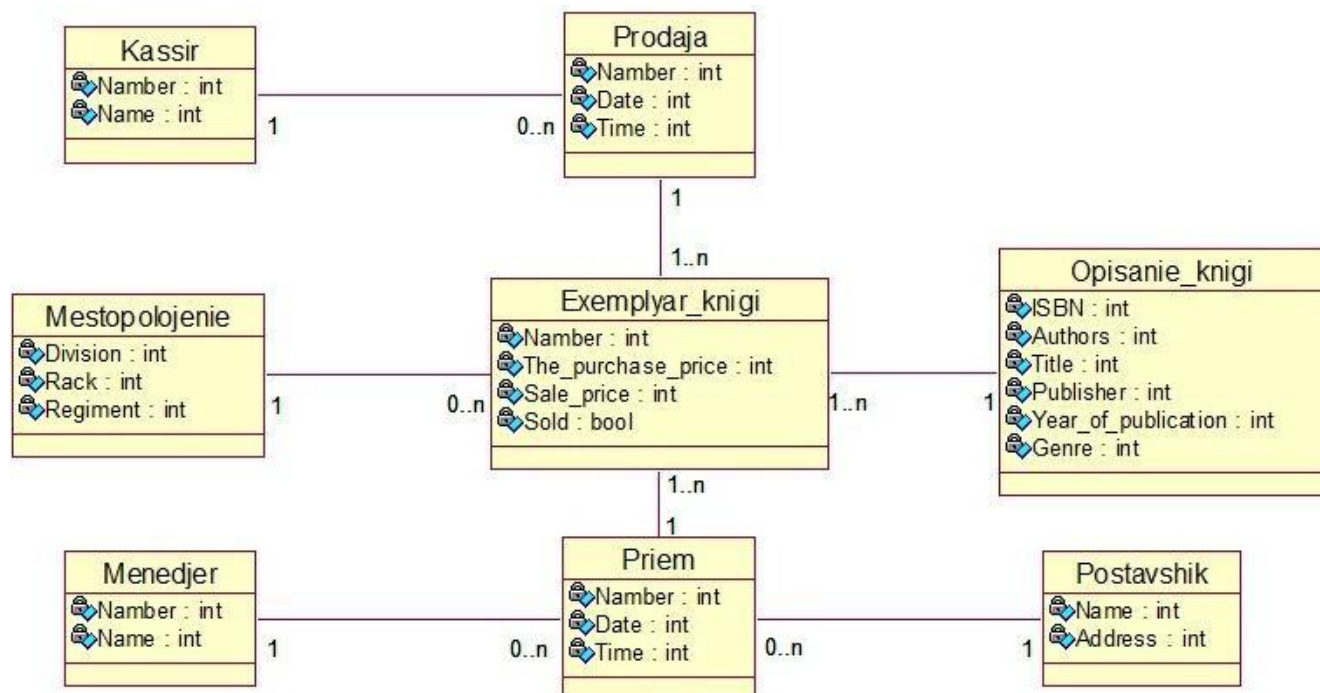 Kassir
Namber : int
Name : int
1
0..n
Prodaja
Namber : int
Date : int
Time : int
1
1..n
Mestopolojenie
Division : int
Rack : int
Regiment : int
1
0..n
Exemplyar_knigi
Namber : int
The_purchase_price : int
Sale_price : int
Sold : bool
1..n
1
Opisanie_knigi
ISBN : int
Authors : int
Title : int
Publisher : int
Year_of_publication : int
Genre : int
1..n
1
Menedjer
Namber : int
Name : int
1
0..n
Priem
Namber : int
Date : int
Time : int
0..n
1
Postavshik
Name : int
Address : int